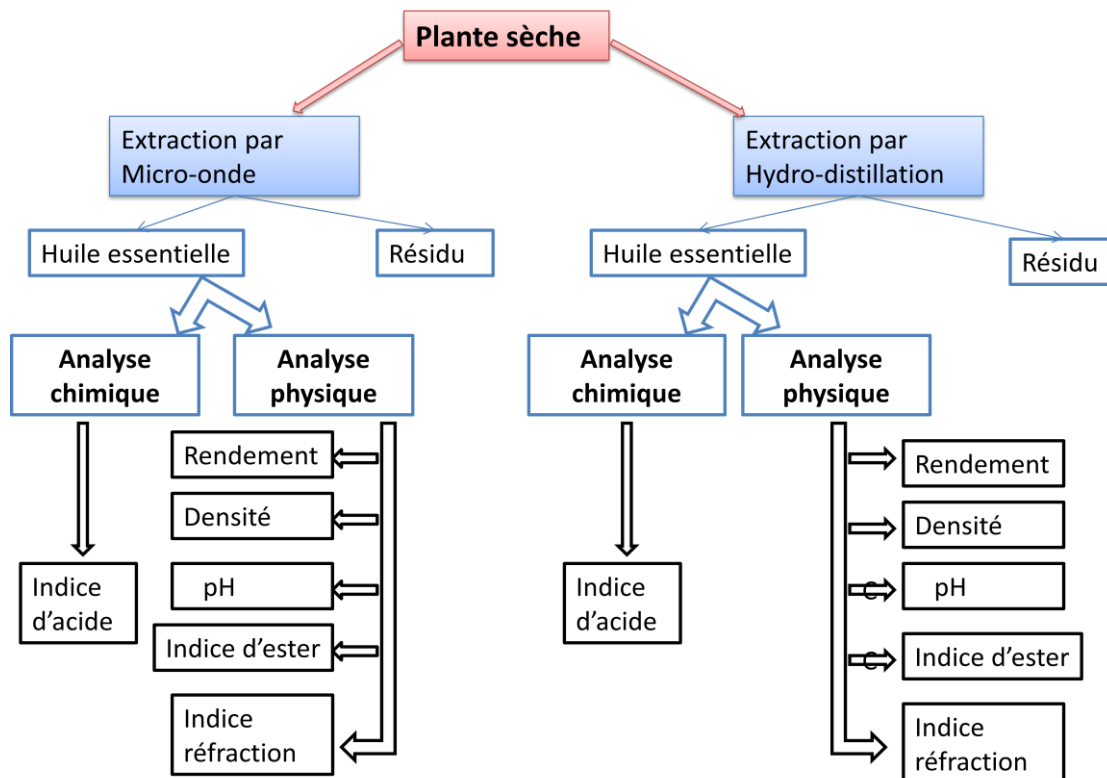 Plante sèche
Extraction par
Micro-onde
Extraction par
Hydro-distillation
Huile essentielle
Résidu
Huile essentielle
Résidu
Analyse
chimique
Analyse
physique
Analyse
chimique
Analyse
physique
Rendement
Densité
pH
Indice d'ester
Indice
réfraction
Indice
d'acide
Indice
d'acide
Rendement
Densité
C
pH
C
Indice d'ester
Indice
réfraction